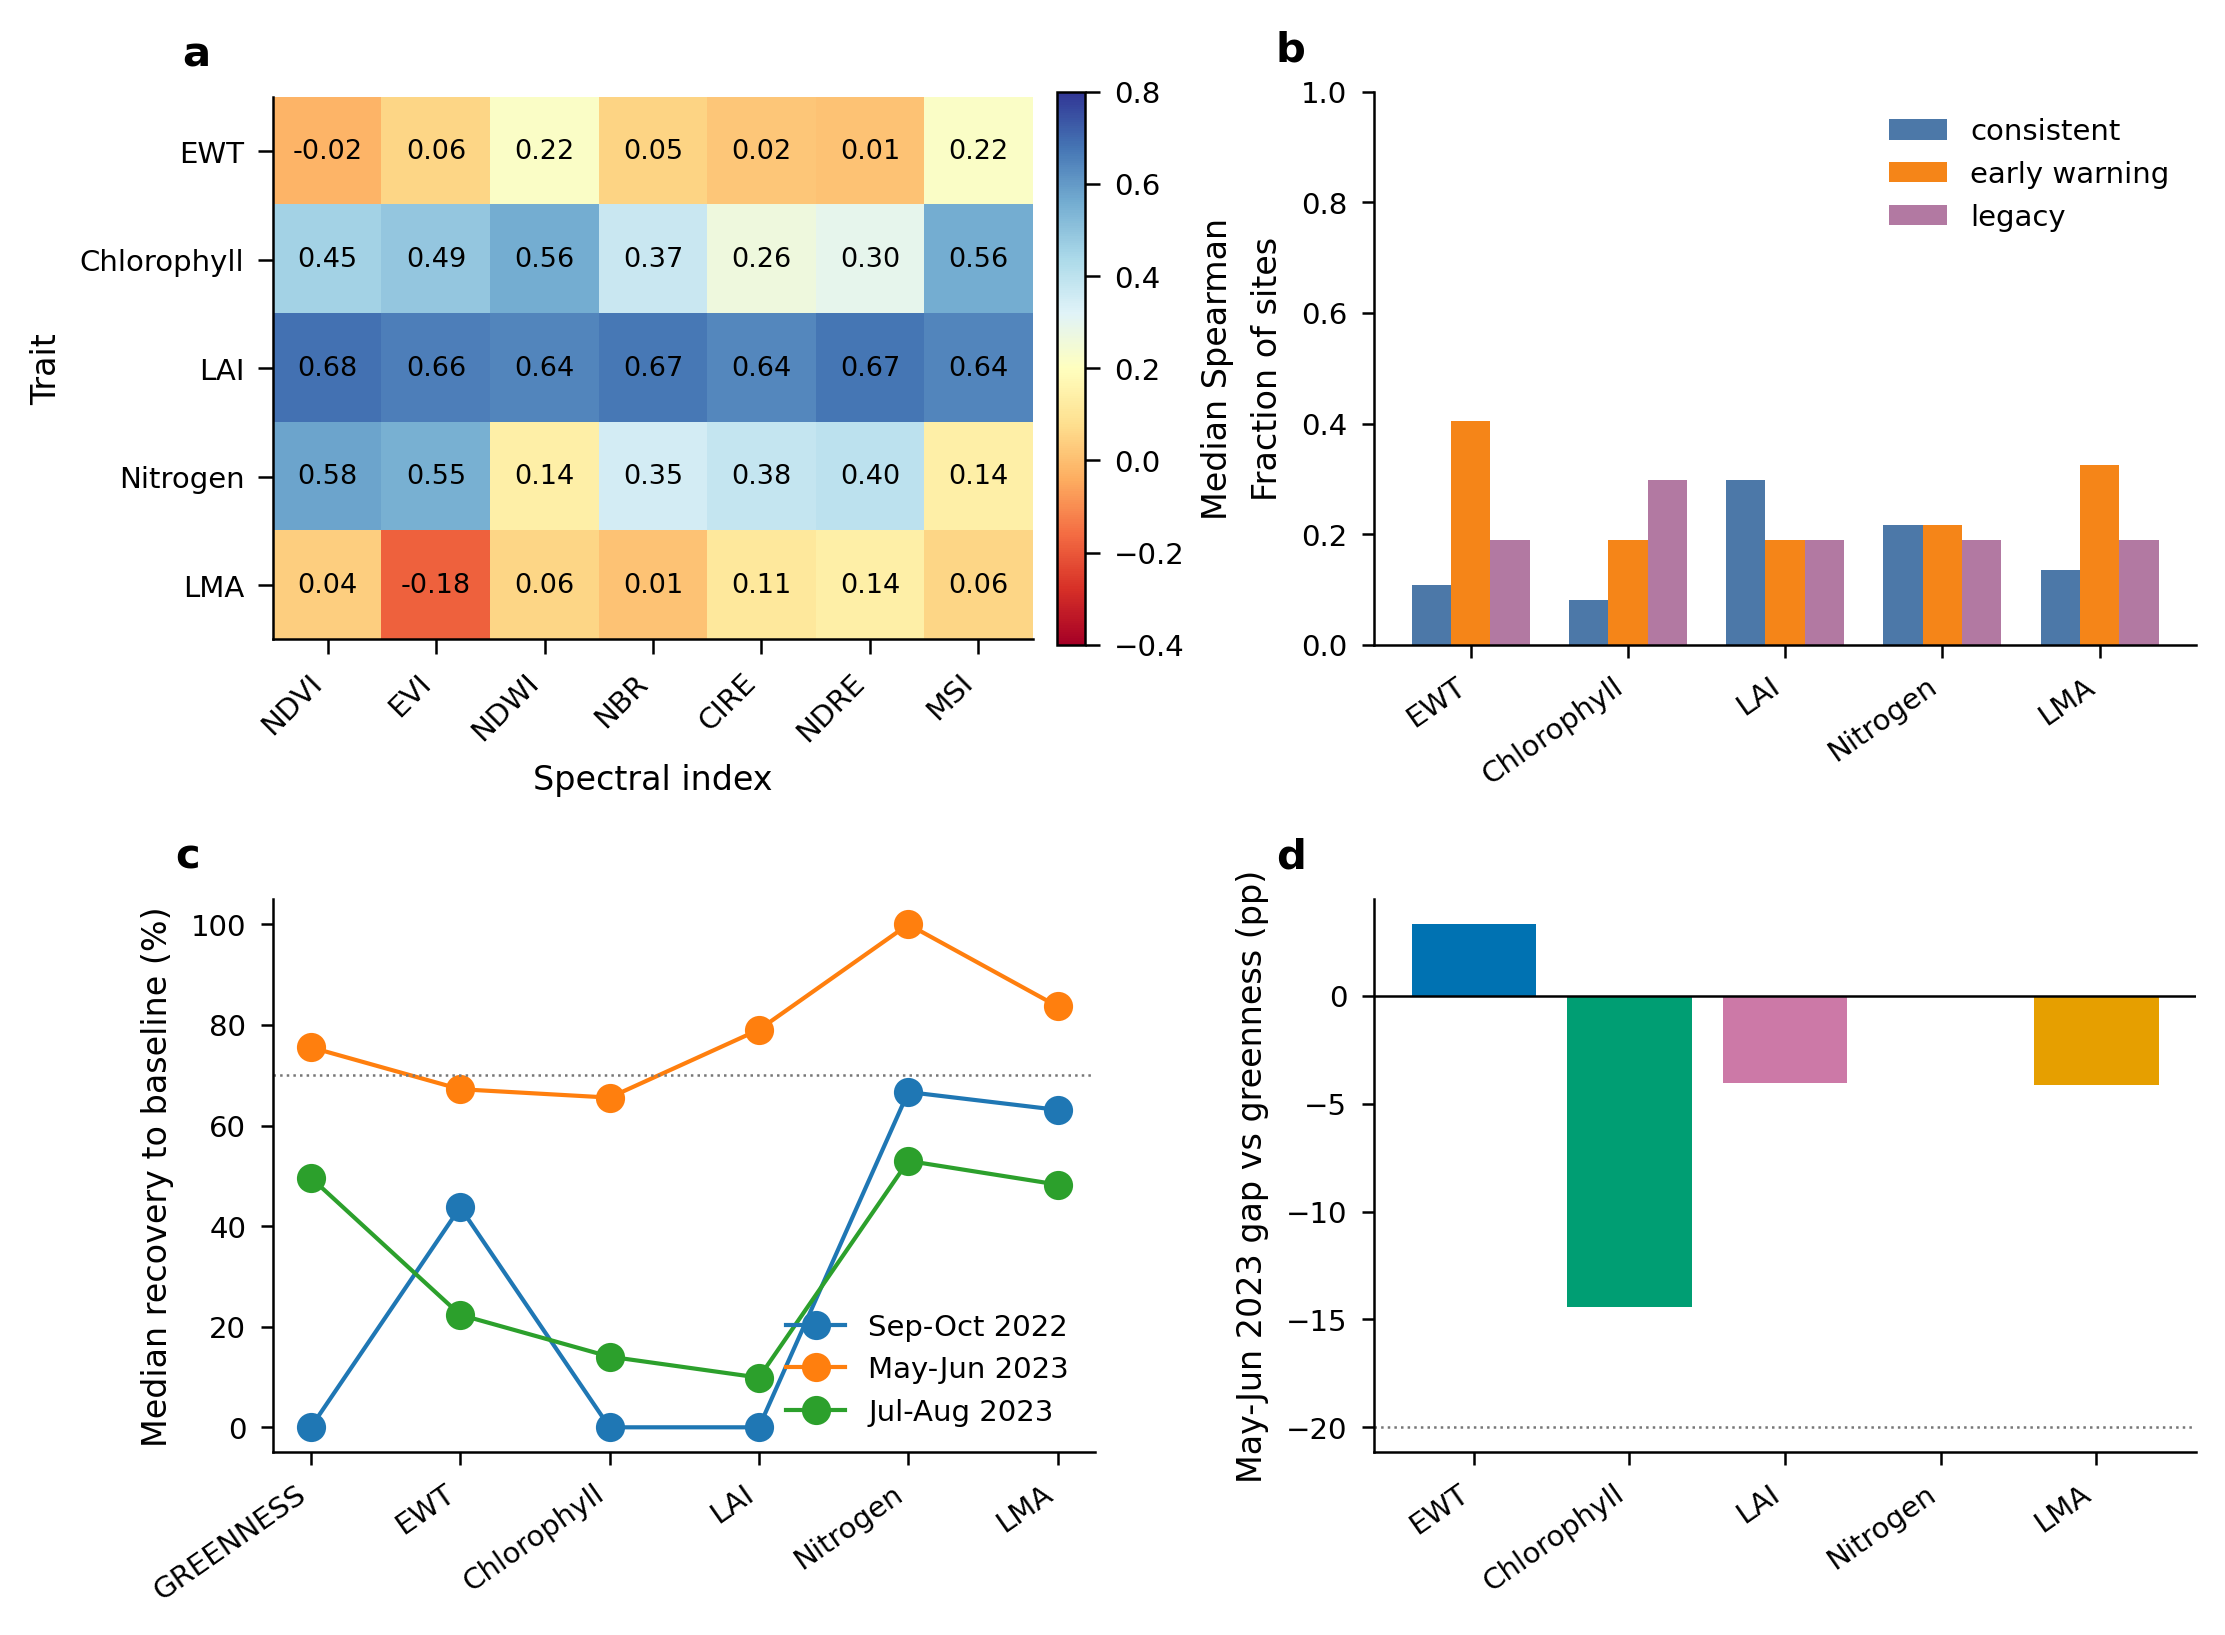 a
Trait
EWT
Chlorophyll
LAI
Nitrogen
LMA
-0.02 0.06 0.22 0.05 0.02 0.01 0.22
0.45 0.49 0.56 0.37 0.26 0.30 0.56
0.68 0.66 0.64 0.67 0.64 0.67 0.64
0.58 0.55 0.14 0.35 0.38 0.40 0.14
0.04 -0.18 0.06 0.01 0.11 0.14 0.06
NDVI EVI NDWI NBR CIRE NDRE MSI
Spectral index
0.8
0.6
0.4
0.2
0.0
−0.2
−0.4
Median Spearman
b
Fraction of sites
1.0
0.8
0.6
0.4
0.2
0.0
consistent
early warning
legacy
EWT Chlorophyll LAI Nitrogen LMA
c
Median recovery to baseline (%)
100
80
60
40
20
0
Sep-Oct 2022
May-Jun 2023
Jul-Aug 2023
GREENNESS EWT Chlorophyll LAI Nitrogen LMA
d
May-Jun 2023 gap vs greenness (pp)
0
−5
−10
−15
−20
EWT Chlorophyll LAI Nitrogen LMA